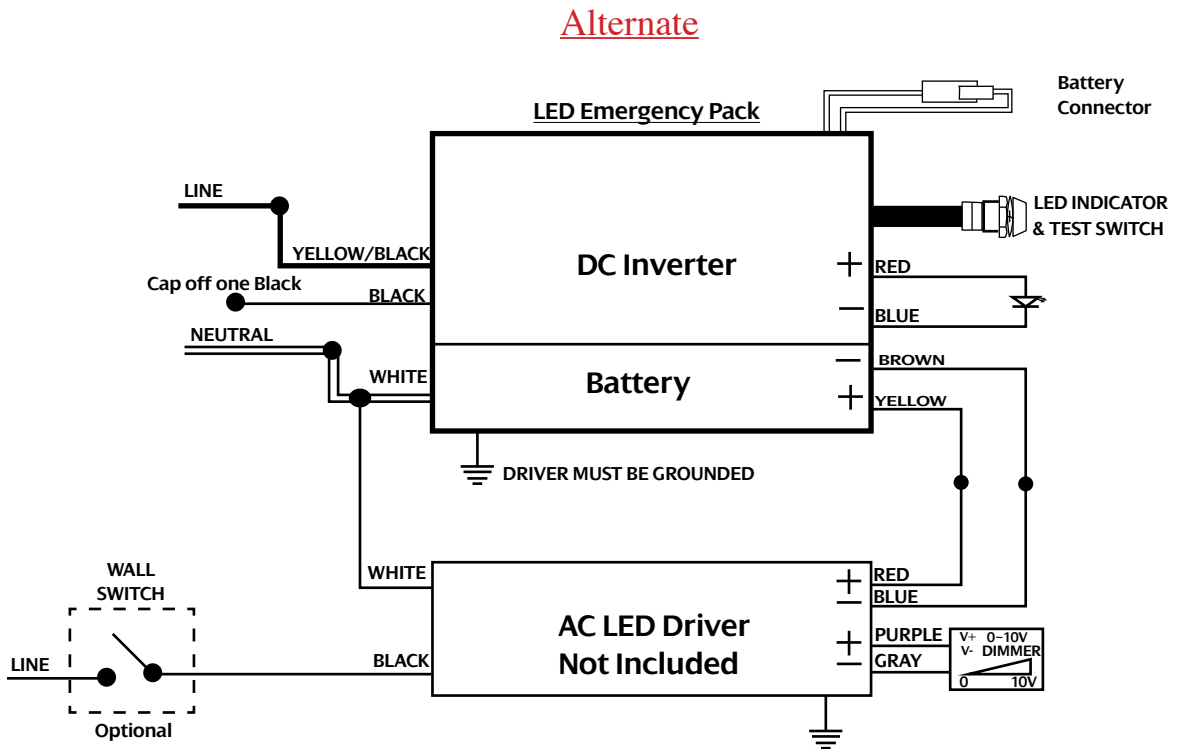 Alternate
Battery
Connector
LED Emergency Pack
LINE
LED INDICATOR
& TEST SWITCH
YELLOW/BLACK
DC Inverter
+
RED
Cap off one Black
BLACK
−
BLUE
NEUTRAL
−
BROWN
WHITE
Battery
+
YELLOW
DRIVER MUST BE GROUNDED
WALL
SWITCH
WHITE
+
RED
−
BLUE
AC LED Driver
Not Included
+
PURPLE
−
GRAY
V+ 0~10V
V- DIMMER
0 10V
LINE
BLACK
Optional